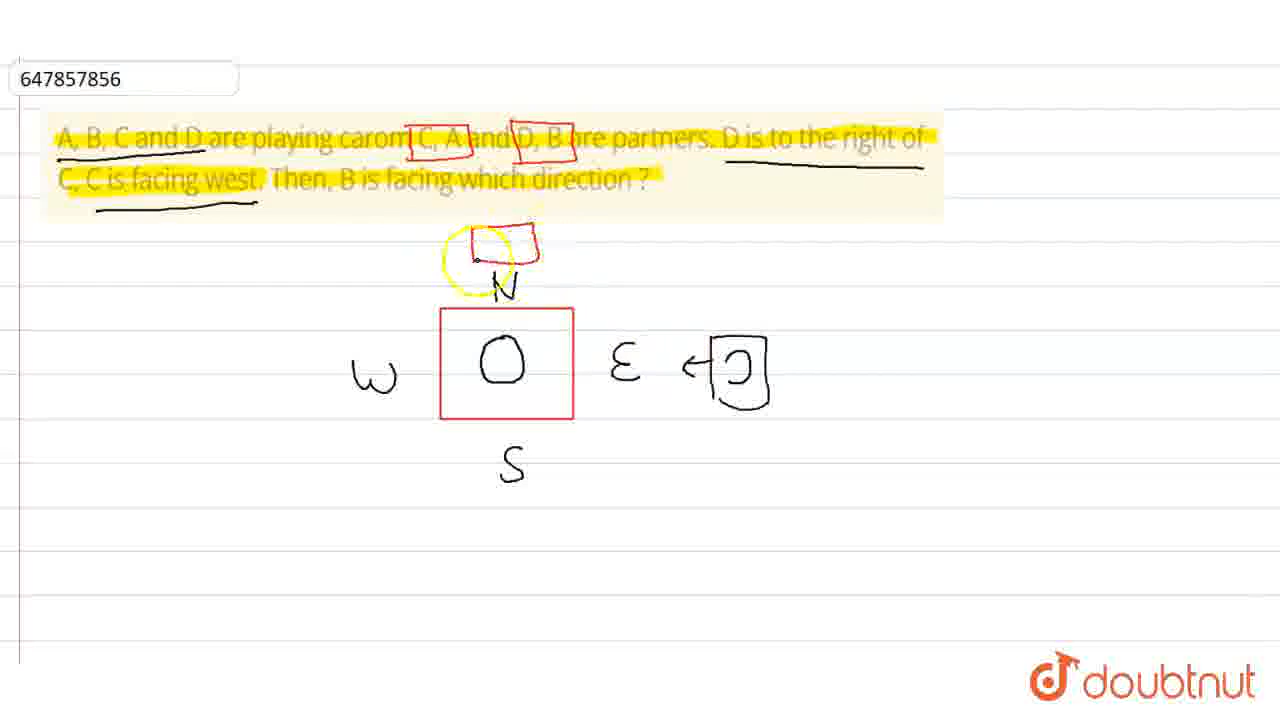 647857856
A, B, C and D are playing carom C, A and D, B are partners. D is to the right of
C, C is facing west. Then, B is facing which direction ?
N
W E C
S
doubtnut